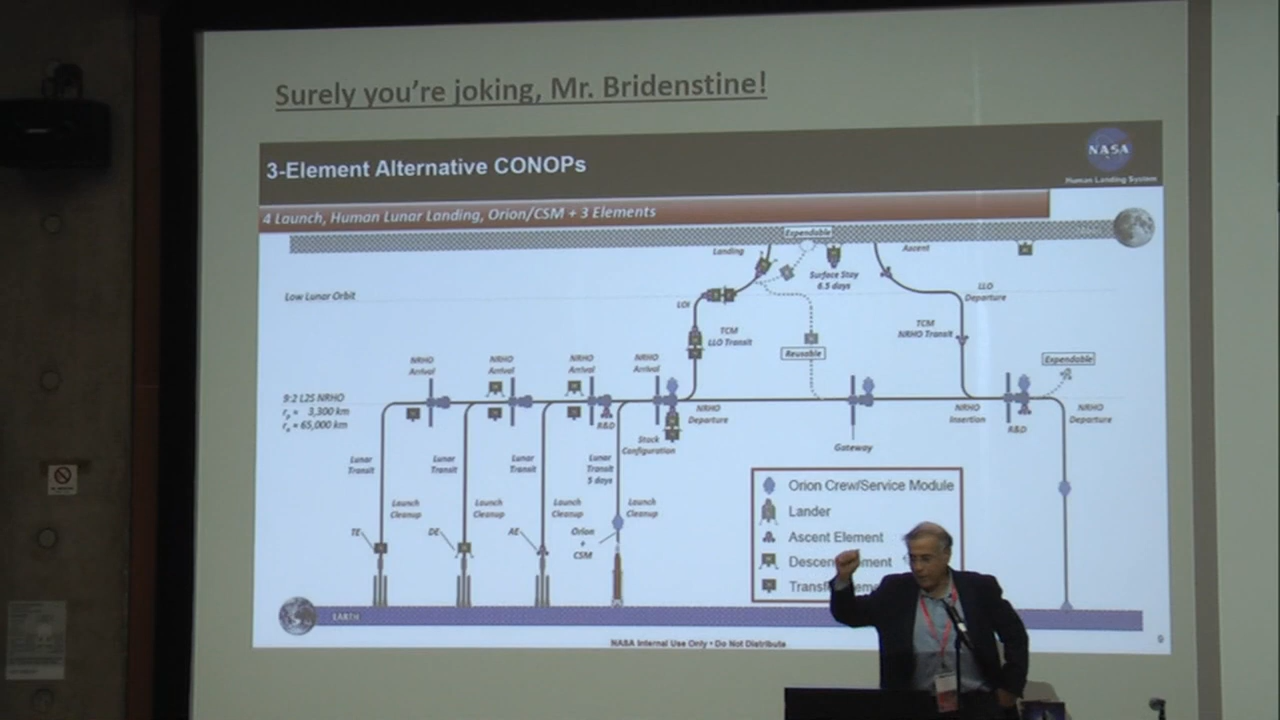 Surely you're joking, Mr. Bridenstine!
3-Element Alternative CONOPs
NASA
Human Landing System
4 Launch, Human Lunar Landing, Orion/CSM + 3 Elements
Expendable
Landing
Ascent
Surface Stay
6.5 days
Low Lunar Orbit
LOI
LLO
Departure
TCM
LLO Transit
TCM
NRHO Transit
Reusable
Expendable
NRHO
Arrival
NRHO
Arrival
NRHO
Arrival
NRHO
Arrival
9:2 L2S NRHO
3,300 km
65,000 km
R&D
NRHO
Departure
NRHO
Insertion
R&D
NRHO
Departure
Stack
Configuration
Gateway
Lunar
Transit
Lunar
Transit
Lunar
Transit
Lunar
Transit
5 days
Launch
Cleanup
Launch
Cleanup
Launch
Cleanup
Launch
Cleanup
TE
DE
AE
Orion
+
CSM
Orion Crew/Service Module
Lander
Ascent Element
EARTH
NASA Internal Use Only • Do Not Distribute
9